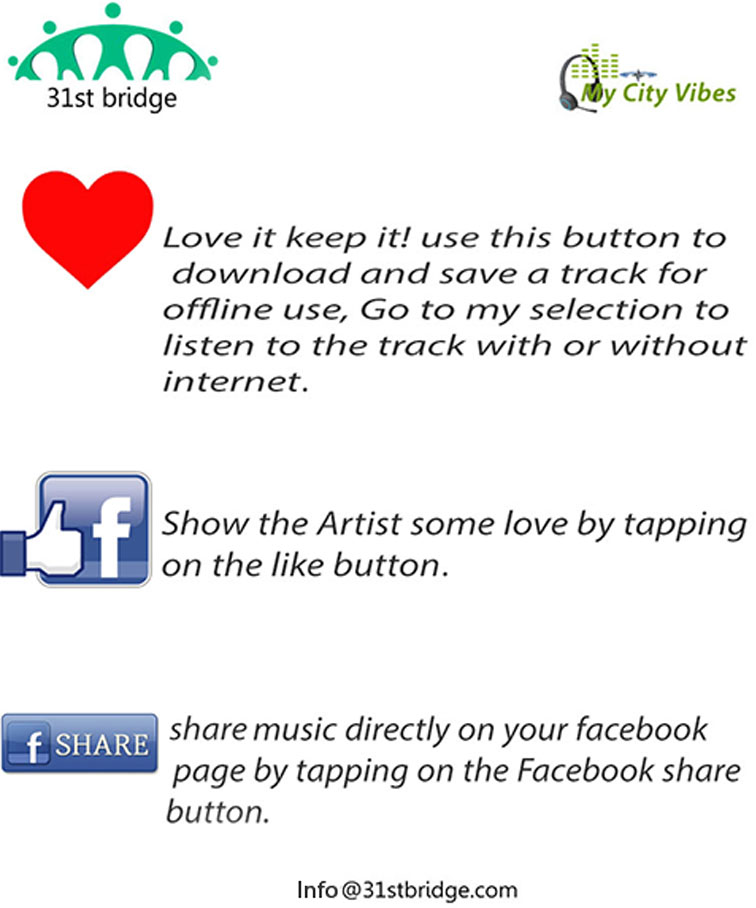 31st bridge
My City Vibes
Love it keep it! use this button to
download and save a track for
offline use, Go to my selection to
listen to the track with or without
internet.
f
Show the Artist some love by tapping
on the like button.
f SHARE
share music directly on your facebook
page by tapping on the Facebook share
button.
Info@31stbridge.com